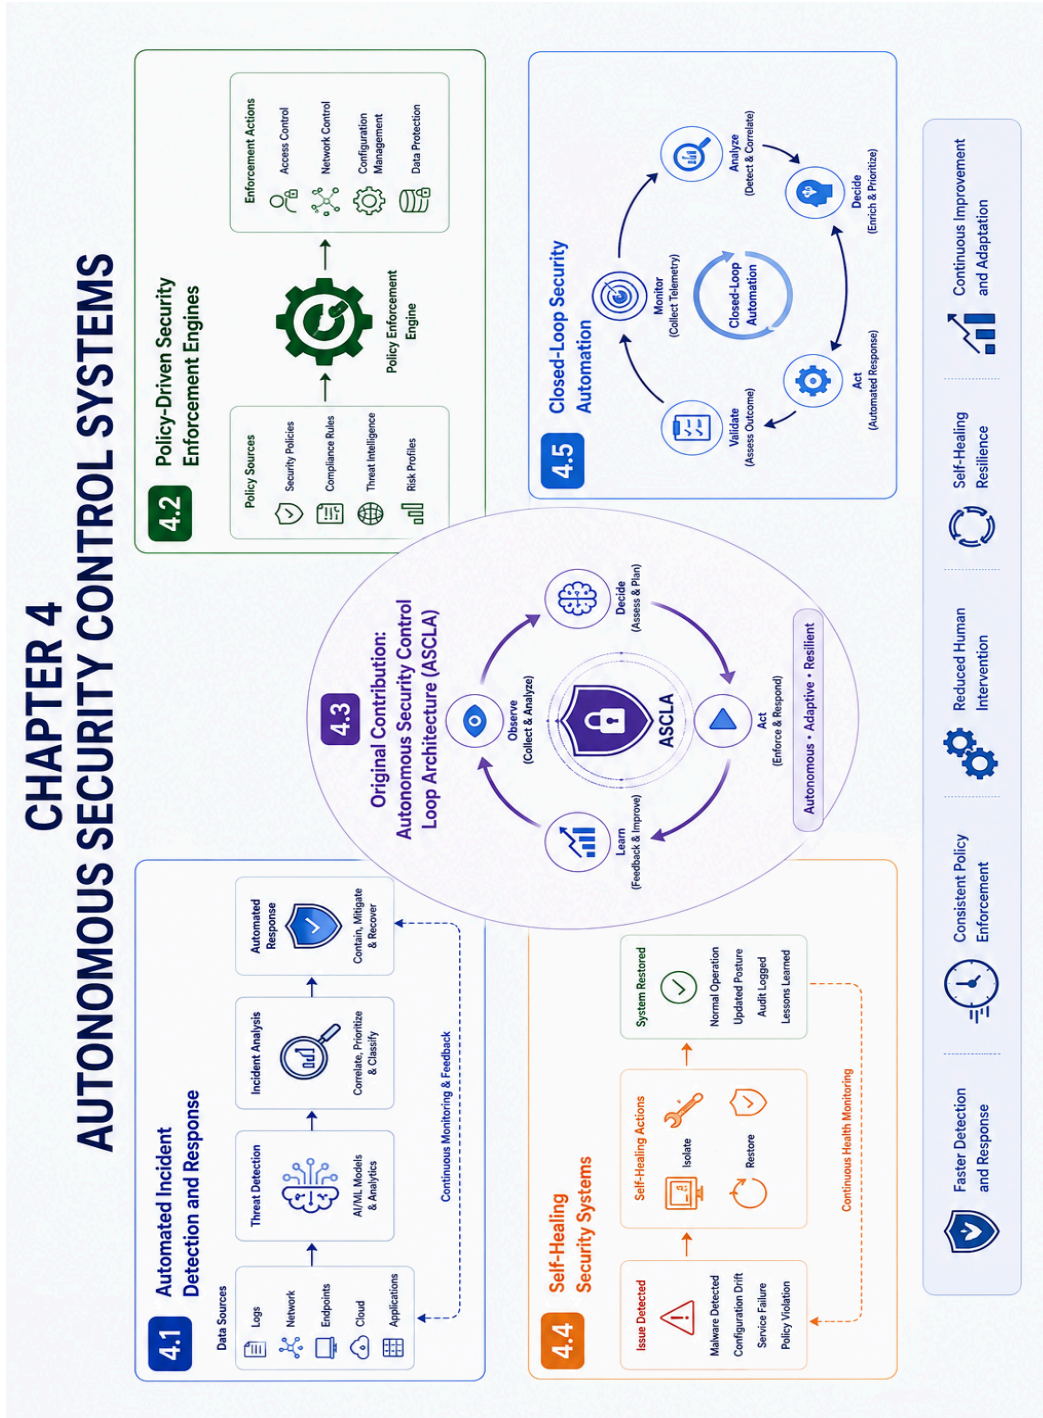 CHAPTER 4
AUTONOMOUS SECURITY CONTROL SYSTEMS
4.1
Automated Incident
Detection and Response
Data Sources
Logs
Network
Endpoints
Cloud
Applications
Threat Detection
AI/ML Models
& Analytics
Incident Analysis
Correlate, Prioritize
& Classify
Automated
Response
Contain, Mitigate
& Recover
Continuous Monitoring & Feedback
4.2
Policy-Driven Security
Enforcement Engines
Policy Sources
Security Policies
Compliance Rules
Threat Intelligence
Risk Profiles
Policy Enforcement
Engine
Enforcement Actions
Access Control
Network Control
Configuration
Management
Data Protection
4.3
Original Contribution:
Autonomous Security Control
Loop Architecture (ASCLA)
Observe
(Collect & Analyze)
Decide
(Assess & Plan)
Act
(Enforce & Respond)
Learn
(Feedback & Improve)
ASCLA
Autonomous • Adaptive • Resilient
4.4
Self-Healing
Security Systems
Issue Detected
Malware Detected
Configuration Drift
Service Failure
Policy Violation
Self-Healing Actions
Isolate
Restore
System Restored
Normal Operation
Updated Posture
Audit Logged
Lessons Learned
Continuous Health Monitoring
4.5
Closed-Loop Security
Automation
Monitor
(Collect Telemetry)
Analyze
(Detect & Correlate)
Decide
(Enrich & Prioritize)
Act
(Automated Response)
Validate
(Assess Outcome)
Closed-Loop
Automation
Faster Detection
and Response
Consistent Policy
Enforcement
Reduced Human
Intervention
Self-Healing
Resilience
Continuous Improvement
and Adaptation